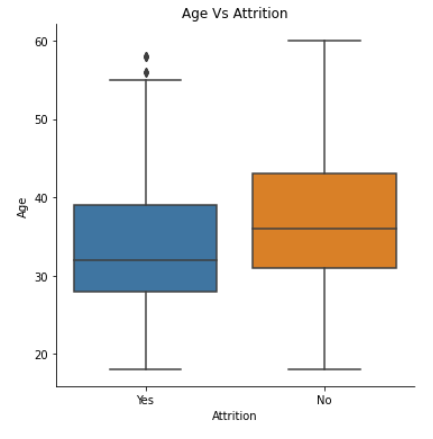 Age Vs Attrition
60
50
40
30
20
Age
Yes No
Attrition